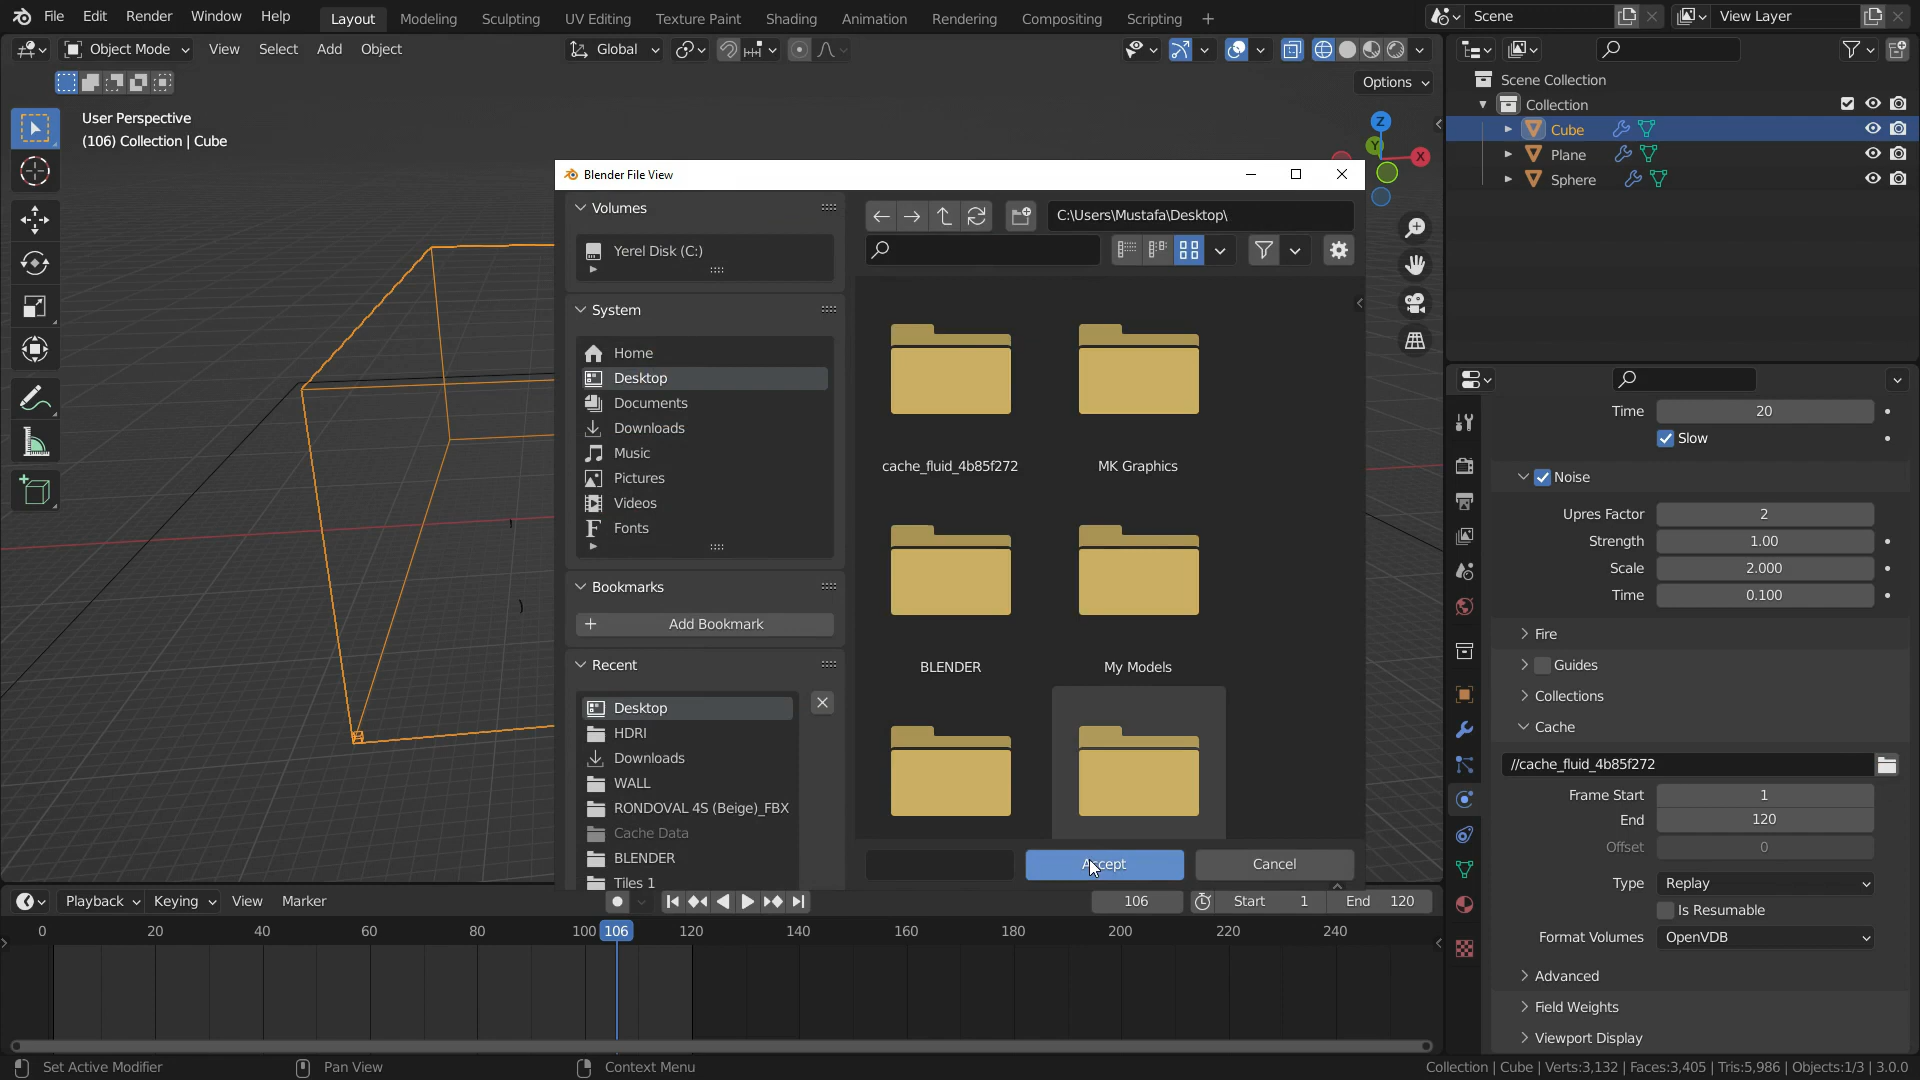 File Edit Render Window Help Layout Modeling Sculpting UV Editing Texture Paint Shading Animation Rendering Compositing Scripting + Scene View Layer
Object Mode View Select Add Object Global
Options
User Perspective
(106) Collection | Cube
Scene Collection
Collection
Cube
Plane
Sphere
Z
Y
X
Blender File View
Volumes
Yerel Disk (C:)
System
Home
Desktop
Documents
Downloads
Music
Pictures
Videos
Fonts
Bookmarks
Add Bookmark
Recent
Desktop
HDRI
Downloads
WALL
RONDOVAL 4S (Beige)_FBX
Cache Data
BLENDER
Tiles 1
C:\Users\Mustafa\Desktop\
cache_fluid_4b85f272 MK Graphics
BLENDER My Models
Accept Cancel
Time 20
Slow
Noise
Upres Factor 2
Strength 1.00
Scale 2.000
Time 0.100
Fire
Guides
Collections
Cache
//cache_fluid_4b85f272
Frame Start 1
End 120
Offset 0
Type Replay
Is Resumable
Format Volumes OpenVDB
Advanced
Field Weights
Viewport Display
Playback Keying View Marker 106 Start 1 End 120
0 20 40 60 80 100 106 120 140 160 180 200 220 240
Set Active Modifier Pan View Context Menu Collection | Cube | Verts:3,132 | Faces:3,405 | Tris:5,986 | Objects:1/3 | 3.0.0